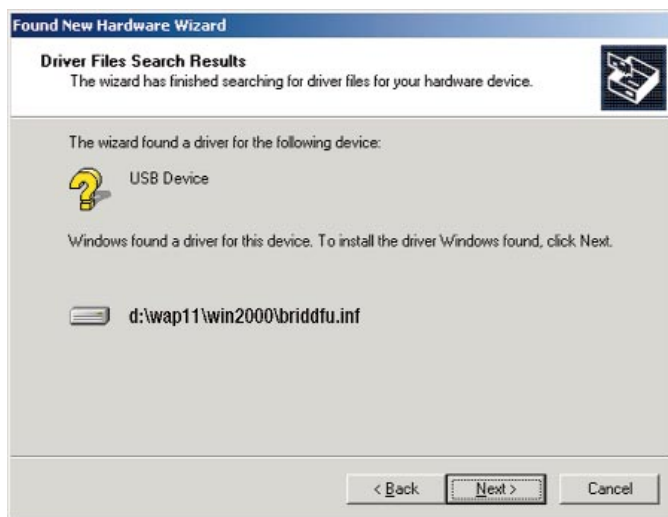 Found New Hardware Wizard
Driver Files Search Results
The wizard has finished searching for driver files for your hardware device.
The wizard found a driver for the following device:
USB Device
Windows found a driver for this device. To install the driver Windows found, click Next.
d:\wap11\win2000\briddfu.inf
< Back Next > Cancel